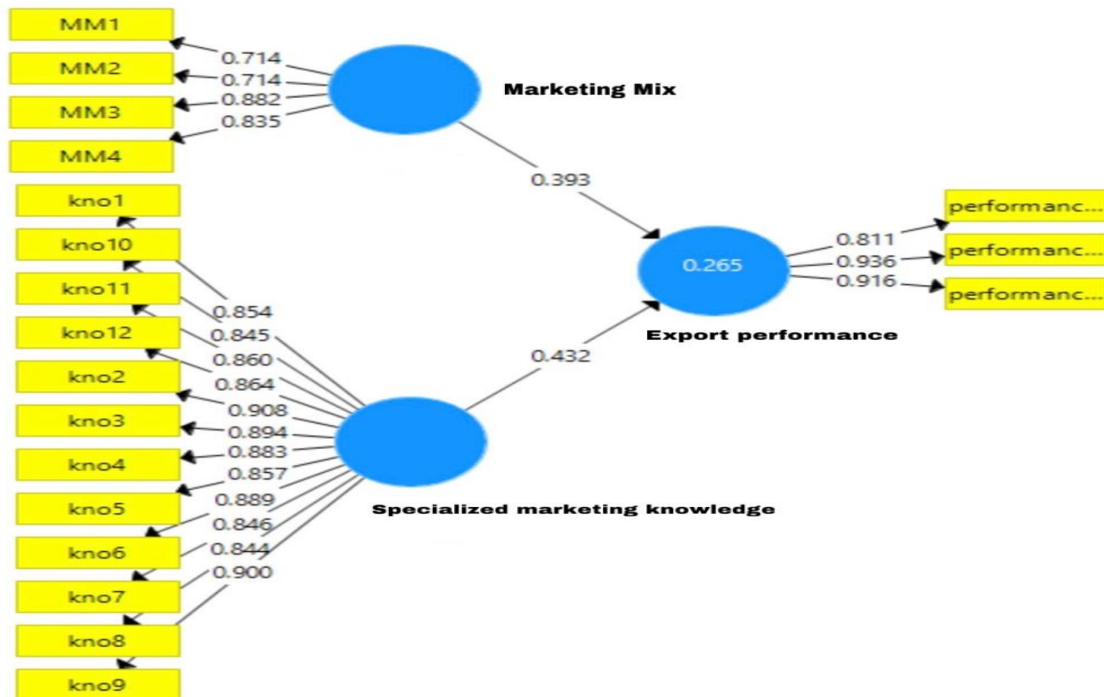 MM1
MM2
MM3
MM4
0.714
0.714
0.882
0.835
Marketing Mix
0.393
kno1
kno10
kno11
kno12
kno2
kno3
kno4
kno5
kno6
kno7
kno8
kno9
0.854
0.845
0.860
0.864
0.908
0.894
0.883
0.857
0.889
0.846
0.844
0.900
Specialized marketing knowledge
0.432
0.265
Export performance
0.811
0.936
0.916
performanc...
performanc...
performanc...